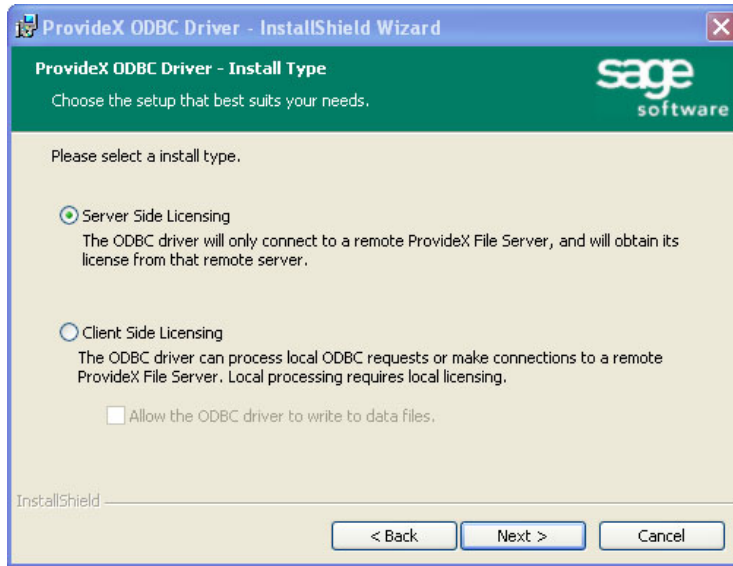 ProvideX ODBC Driver - InstallShield Wizard
ProvideX ODBC Driver - Install Type
Choose the setup that best suits your needs.
sage
software
Please select a install type.
Server Side Licensing
The ODBC driver will only connect to a remote ProvideX File Server, and will obtain its
license from that remote server.
Client Side Licensing
The ODBC driver can process local ODBC requests or make connections to a remote
ProvideX File Server. Local processing requires local licensing.
Allow the ODBC driver to write to data files.
InstallShield
< Back
Next >
Cancel